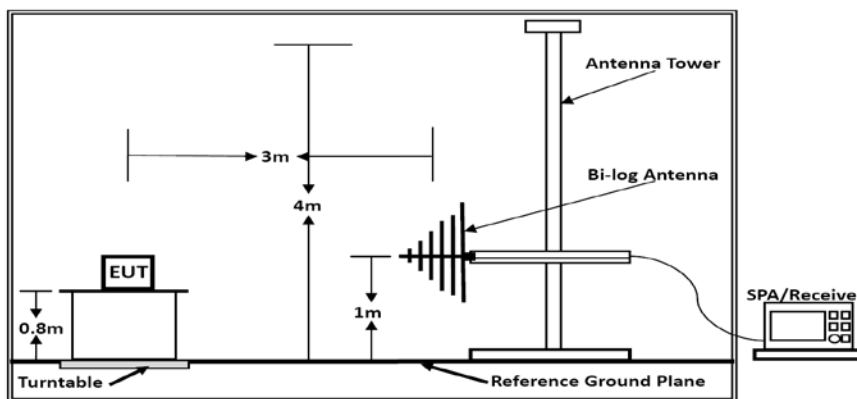 Antenna Tower
3m
Bi-log Antenna
4m
EUT
0.8m
1m
SPA/Receive
Turntable
Reference Ground Plane